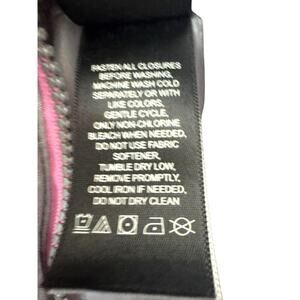 FASTEN ALL CLOSURES
BEFORE WASHING,
MACHINE WASH COLD
SEPARATELY OR WITH
LIKE COLORS,
GENTLE CYCLE,
ONLY NON-CHLORINE
BLEACH WHEN NEEDED,
DO NOT USE FABRIC
SOFTENER,
TUMBLE DRY LOW,
REMOVE PROMPTLY,
COOL IRON IF NEEDED,
DO NOT DRY CLEAN